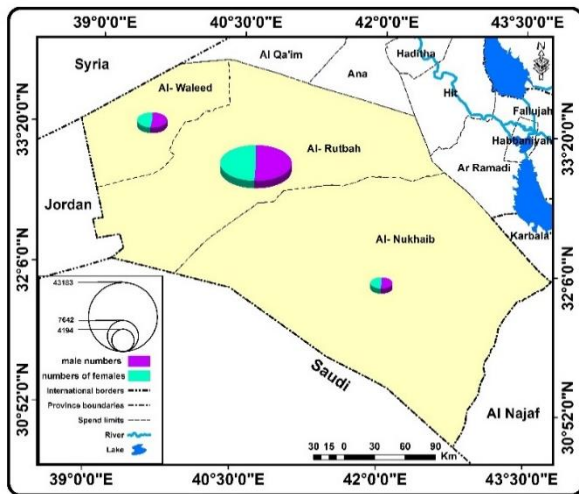 39°0'0"E 40°30'0"E 42°0'0"E 43°30'0"E
N
Syria
Al Qa'im
Haditha
Al- Waleed
Ana
Hit
Fallujah
33°20'0"N
33°20'0"N
Habbaniyah
Al- Rutbah
Ar Ramadi
Jordan
Al- Nukhaib
Karbala'
32°6'0"N
32°6'0"N
43183
7642
4194
male numbers
numbers of females
International borders
Province boundaries
Spend limits
River
Lake
Saudi
Al Najaf
30°52'0"N
30°52'0"N
30 15 0 30 60 90
Km
39°0'0"E 40°30'0"E 42°0'0"E 43°30'0"E